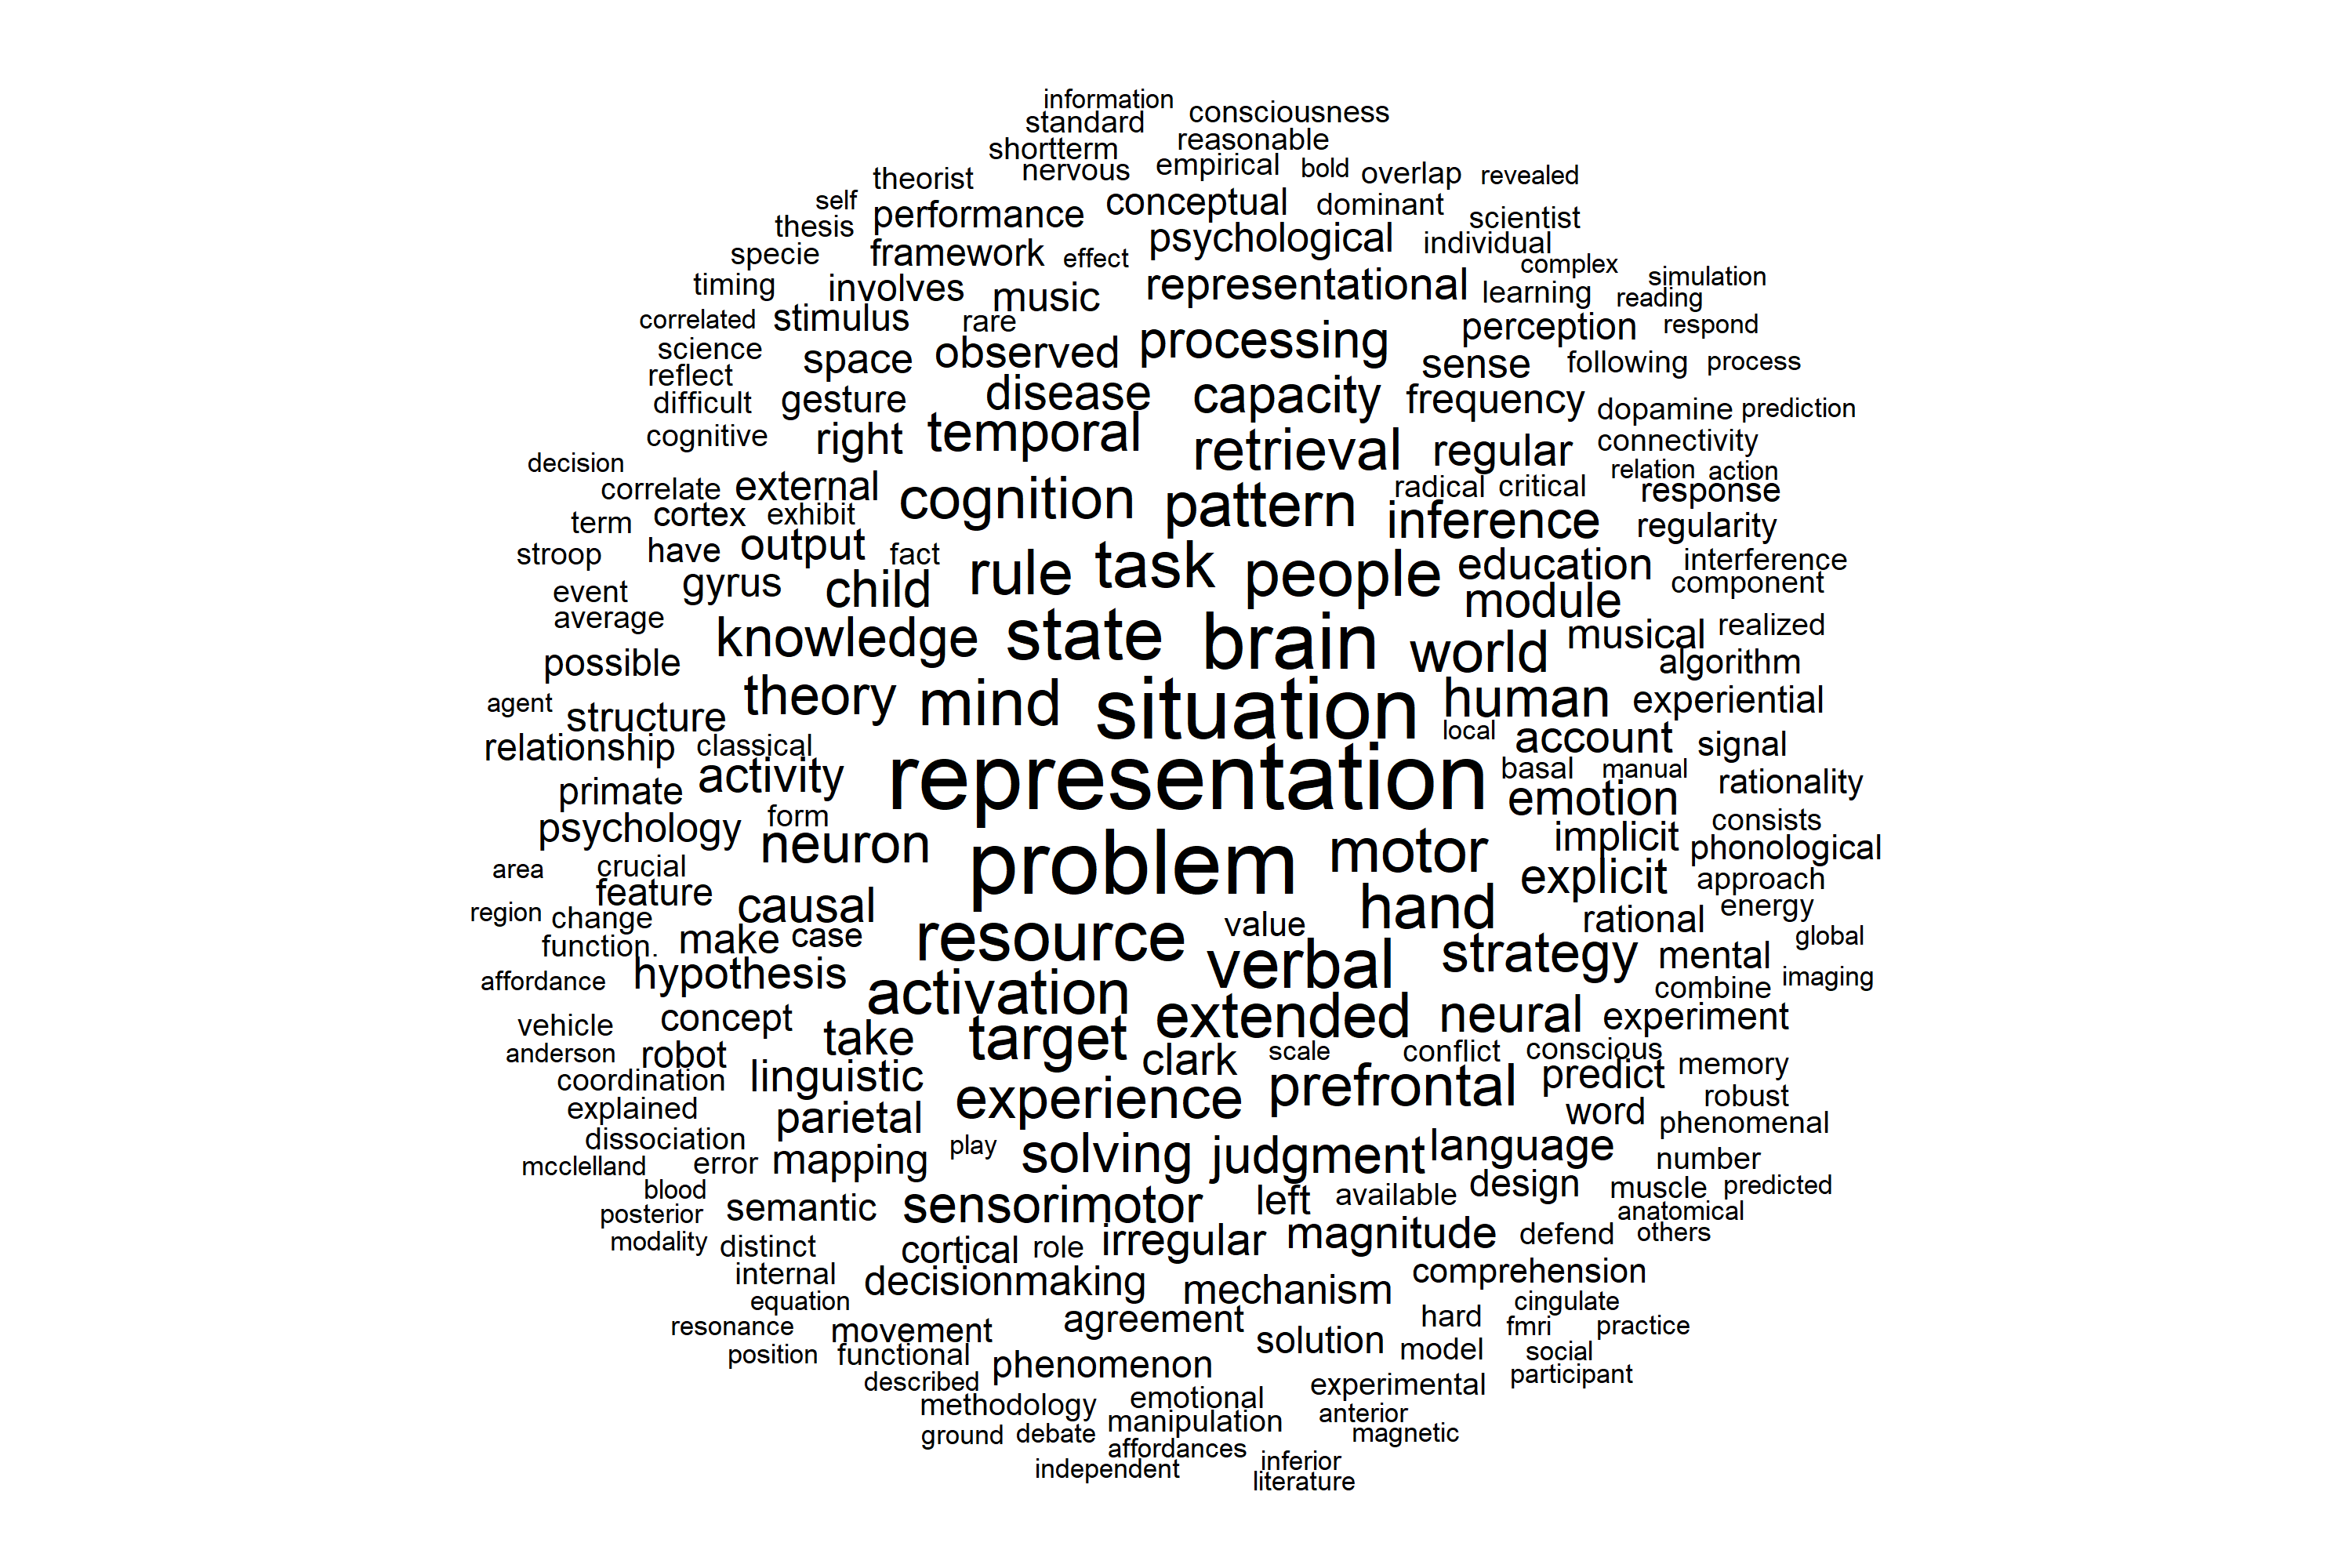 information
standard consciousness
shortterm reasonable
theorist nervous empirical bold overlap revealed
self performance conceptual dominant scientist
thesis framework effect psychological individual
specie involves music representational complex simulation
timing stimulus rare learning reading
correlated space observed processing perception respond
science disease capacity sense following process
reflect gesture frequency dopamine prediction
difficult right temporal retrieval regular connectivity
cognitive relation action
decision external cognition pattern radical critical response
correlate cortex exhibit inference regularity
term output fact
stroop have rule task people education interference
event gyrus child module component
average knowledge state brain world musical realized
possible algorithm
agent theory mind situation human experiential
structure local
relationship classical account signal
activity representation basal manual rationality
primate form emotion
psychology neuron problem motor implicit consists
phonological
area crucial explicit approach
feature causal hand energy
region change make case resource value rational global
function. verbal strategy mental
affordance hypothesis activation combine imaging
vehicle concept take target extended neural experiment
anderson robot clark scale conflict conscious memory
coordination linguistic experience prefrontal predict robust
explained parietal word phenomenal
dissociation mapping play solving judgment language number
mcclelland error
blood semantic sensorimotor left available design muscle predicted
posterior anatomical
modality distinct cortical role irregular magnitude defend others
internal decisionmaking mechanism comprehension
equation agreement hard cingulate
resonance movement solution fmri practice
position functional phenomenon model social
described experimental participant
methodology emotional anterior
ground debate manipulation magnetic
affordances
independent inferior
literature